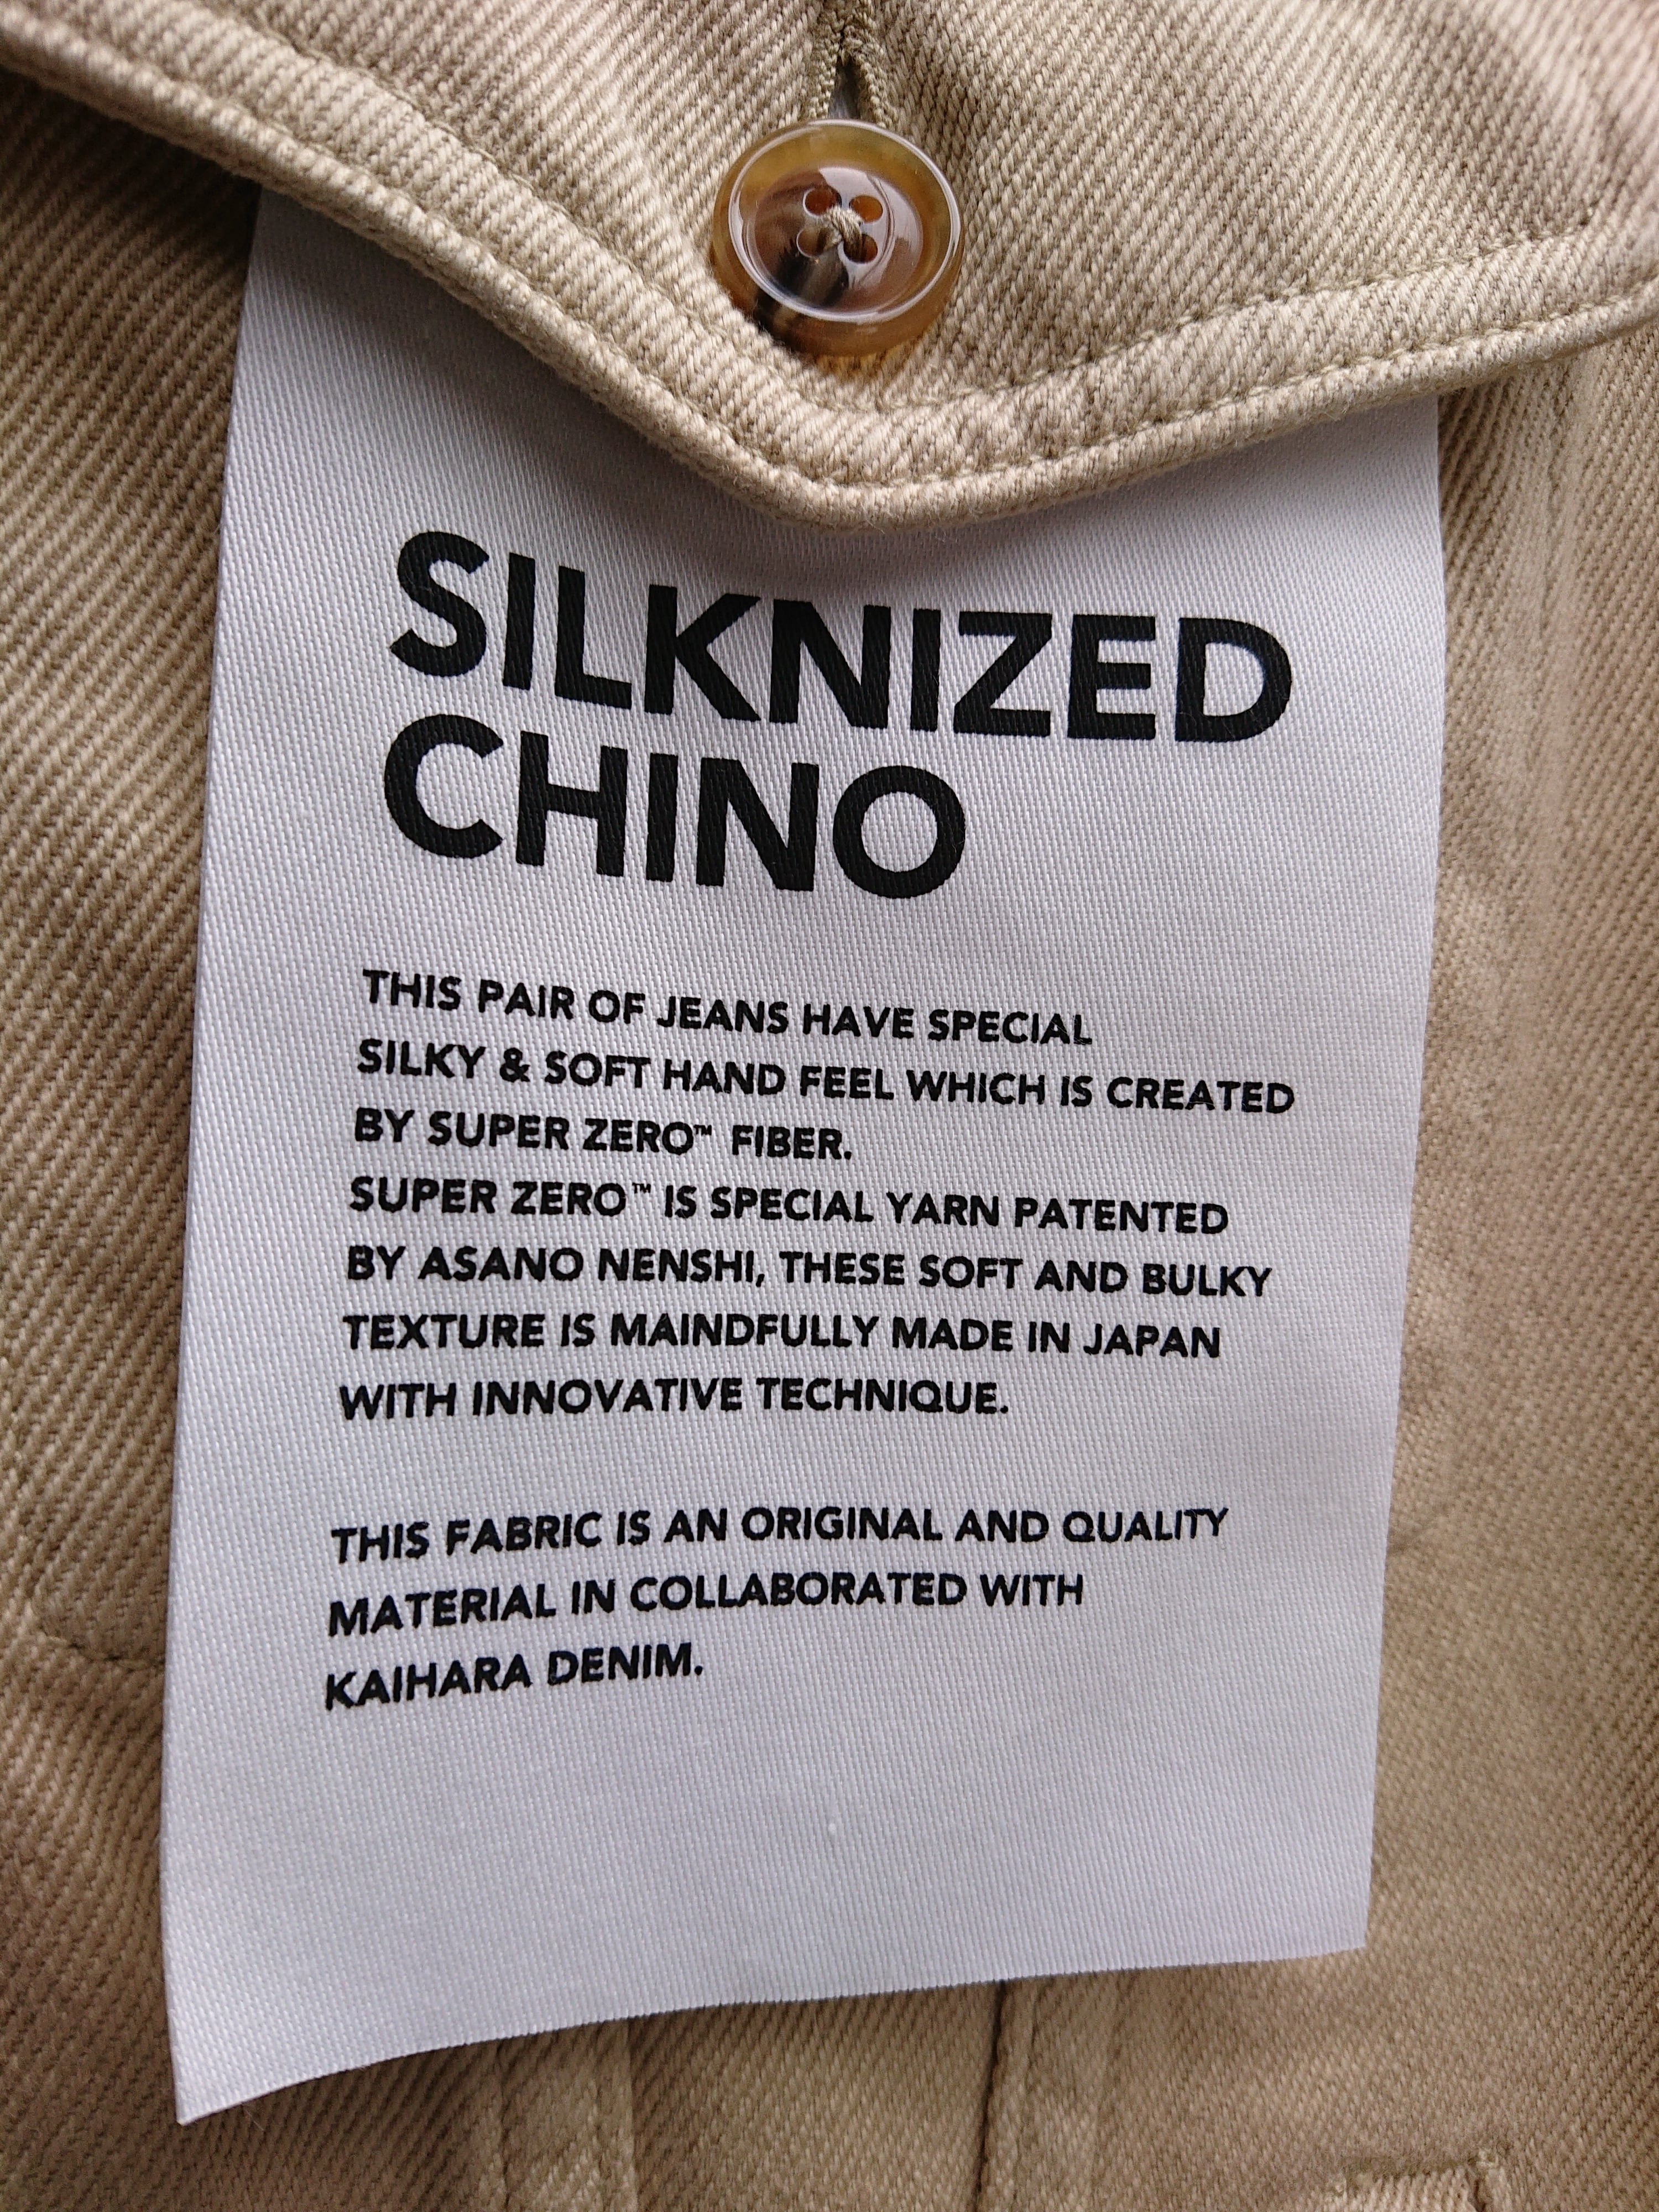 SILKNIZED
CHINO
THIS PAIR OF JEANS HAVE SPECIAL
SILKY & SOFT HAND FEEL WHICH IS CREATED
BY SUPER ZERO™ FIBER.
SUPER ZERO™ IS SPECIAL YARN PATENTED
BY ASANO NENSHI, THESE SOFT AND BULKY
TEXTURE IS MAINDFULLY MADE IN JAPAN
WITH INNOVATIVE TECHNIQUE.
THIS FABRIC IS AN ORIGINAL AND QUALITY
MATERIAL IN COLLABORATED WITH
KAIHARA DENIM.